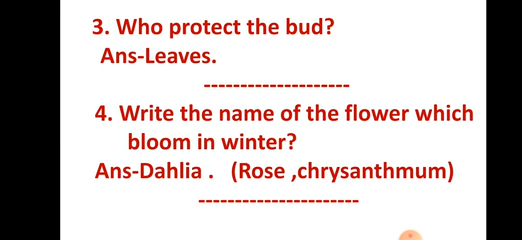 3. Who protect the bud?
Ans-Leaves.
--------------------
4. Write the name of the flower which
bloom in winter?
Ans-Dahlia .   (Rose ,chrysanthmum)
----------------------